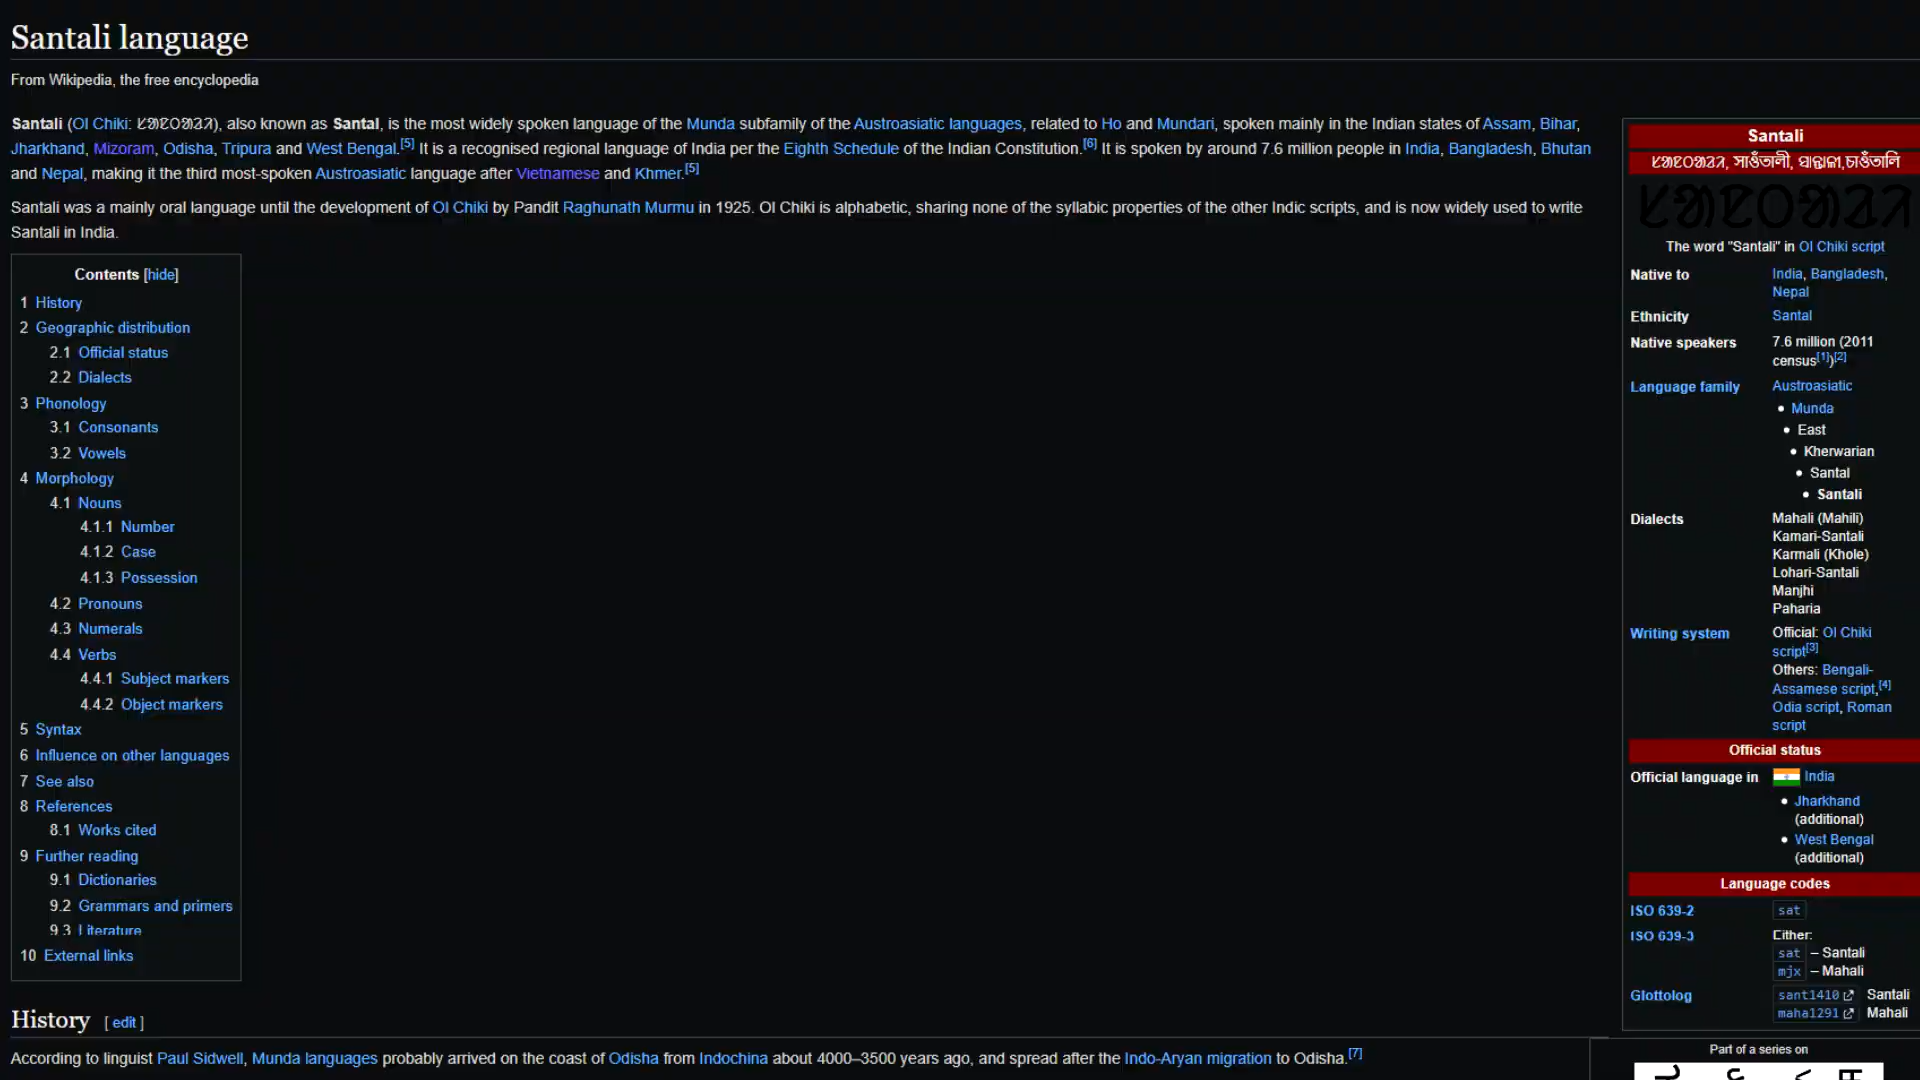 Santali language
From Wikipedia, the free encyclopedia
Santali (Ol Chiki: ᱥᱟᱱᱛᱟᱲᱤ), also known as Santal, is the most widely spoken language of the Munda subfamily of the Austroasiatic languages, related to Ho and Mundari, spoken mainly in the Indian states of Assam, Bihar,
Jharkhand, Mizoram, Odisha, Tripura and West Bengal.[5] It is a recognised regional language of India per the Eighth Schedule of the Indian Constitution.[6] It is spoken by around 7.6 million people in India, Bangladesh, Bhutan
and Nepal, making it the third most-spoken Austroasiatic language after Vietnamese and Khmer.[5]
Santali was a mainly oral language until the development of Ol Chiki by Pandit Raghunath Murmu in 1925. Ol Chiki is alphabetic, sharing none of the syllabic properties of the other Indic scripts, and is now widely used to write
Santali in India.
Contents [hide]
1 History
2 Geographic distribution
2.1 Official status
2.2 Dialects
3 Phonology
3.1 Consonants
3.2 Vowels
4 Morphology
4.1 Nouns
4.1.1 Number
4.1.2 Case
4.1.3 Possession
4.2 Pronouns
4.3 Numerals
4.4 Verbs
4.4.1 Subject markers
4.4.2 Object markers
5 Syntax
6 Influence on other languages
7 See also
8 References
8.1 Works cited
9 Further reading
9.1 Dictionaries
9.2 Grammars and primers
9.3 Literature
10 External links
History [ edit ]
According to linguist Paul Sidwell, Munda languages probably arrived on the coast of Odisha from Indochina about 4000–3500 years ago, and spread after the Indo-Aryan migration to Odisha.[7]
Santali
The word "Santali" in Ol Chiki script
Native to India, Bangladesh,
Nepal
Ethnicity Santal
Native speakers 7.6 million (2011
census[1])[2]
Language family Austroasiatic
• Munda
• East
• Kherwarian
• Santal
• Santali
Dialects Mahali (Mahili)
Kamari-Santali
Karmali (Khole)
Lohari-Santali
Manjhi
Paharia
Writing system Official: Ol Chiki
script[3]
Others: Bengali-
Assamese script,[4]
Odia script, Roman
script
Official status
Official language in India
• Jharkhand
(additional)
• West Bengal
(additional)
Language codes
ISO 639-2 sat
ISO 639-3 Either:
sat – Santali
mjx – Mahali
Glottolog sant1410 Santali
maha1291 Mahali
Part of a series on